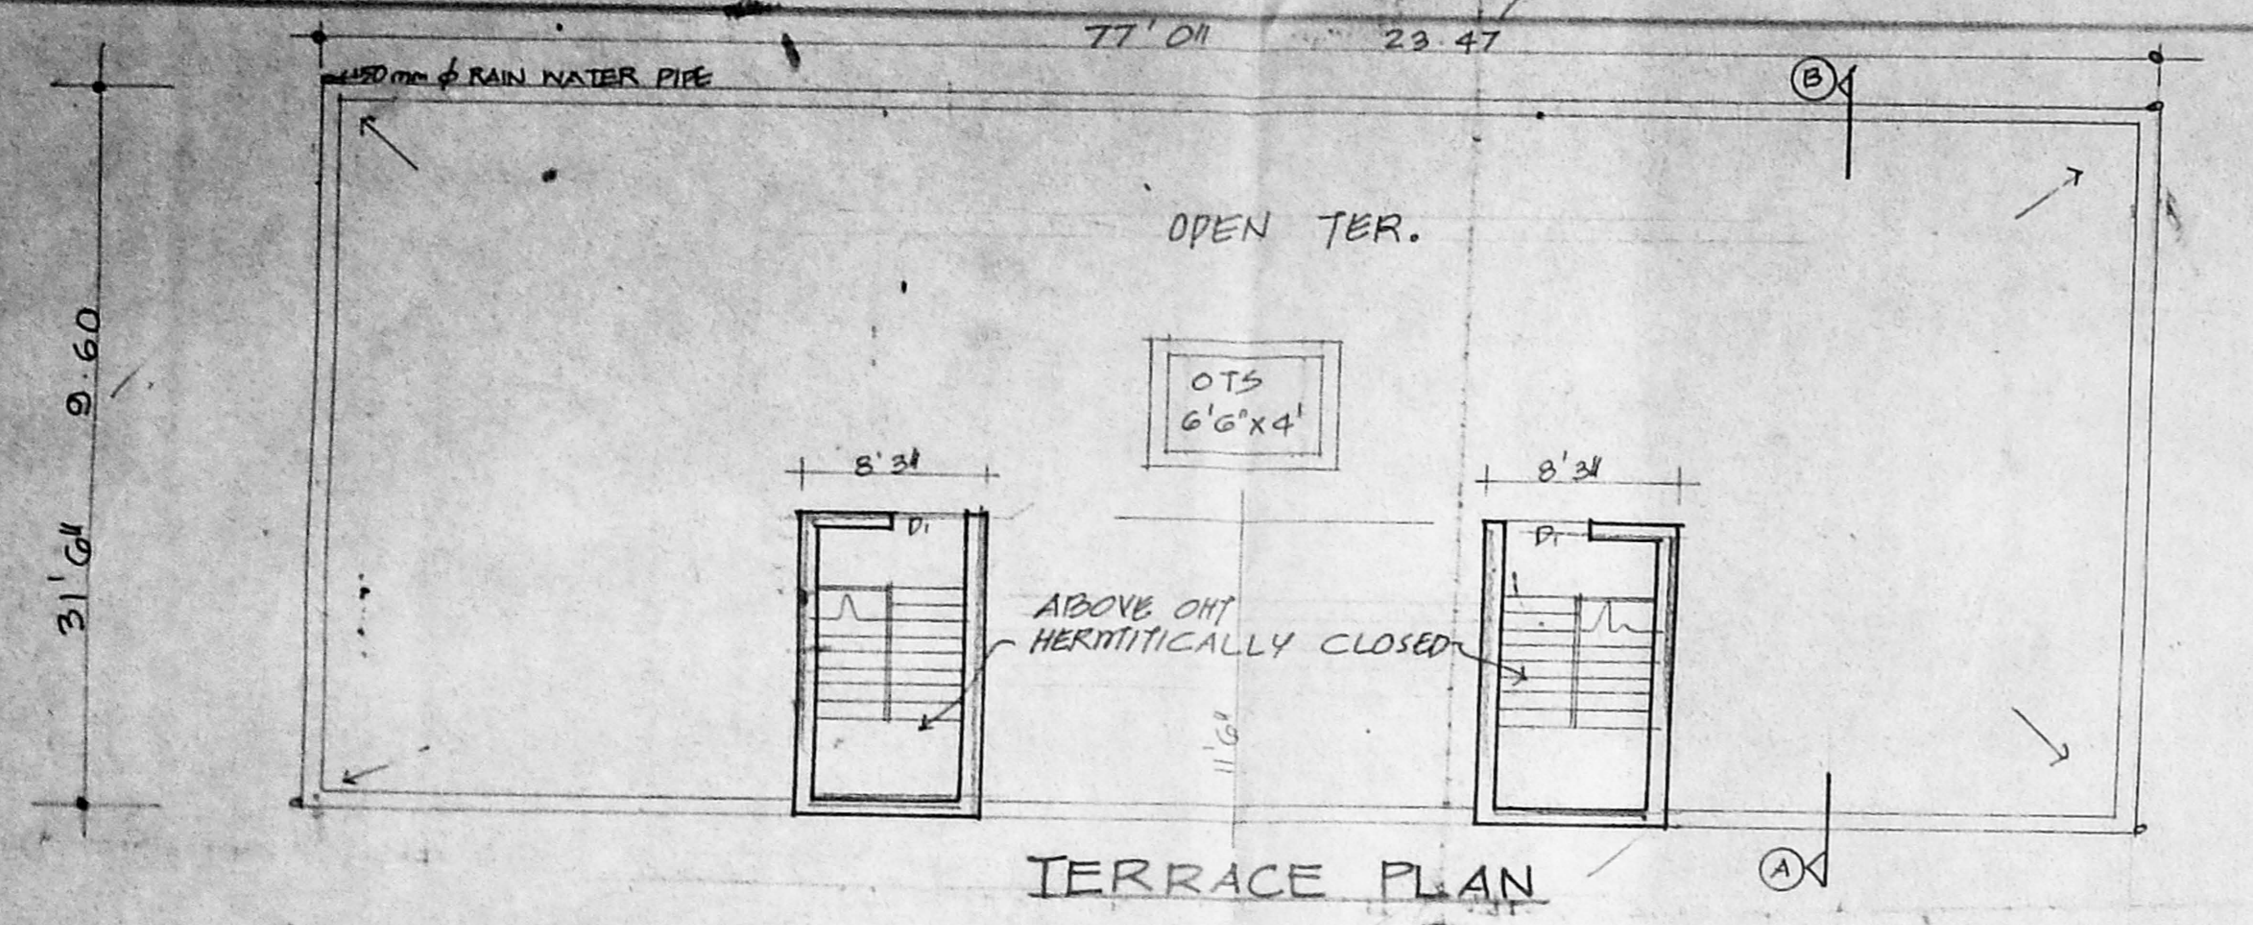 77'0" 23.47
150mm ϕ RAIN WATER PIPE
B
OPEN TER.
9.60
31'6"
OTS
6'6"x4'
8'3"
8'3"
D1
D1
ABOVE OHT
HERMITICALLY CLOSED
11'6"
TERRACE PLAN
A